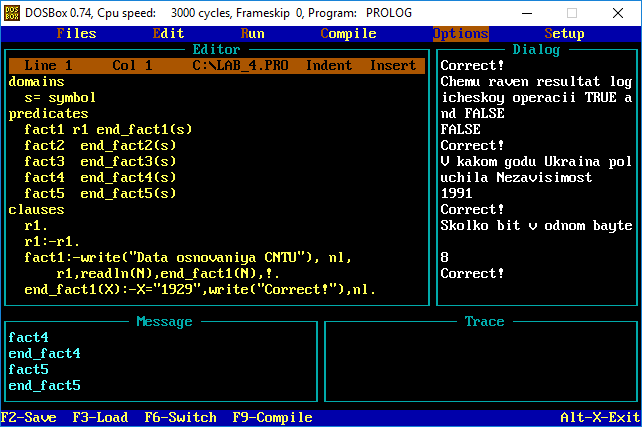 DOS
BOX
DOSBox 0.74, Cpu speed: 3000 cycles, Frameskip 0, Program: PROLOG
Files Edit Run Compile Options Setup
Editor
Line 1 Col 1 C:\LAB_4.PRO Indent Insert
domains
s= symbol
predicates
fact1 r1 end_fact1(s)
fact2 end_fact2(s)
fact3 end_fact3(s)
fact4 end_fact4(s)
fact5 end_fact5(s)
clauses
r1.
r1:-r1.
fact1:-write("Data osnovaniya CNTU"), nl,
r1,readln(N),end_fact1(N),!.
end_fact1(X):-X="1929",write("Correct!"),nl.
Dialog
Correct!
Chemu raven resultat log
icheskoy operacii TRUE a
nd FALSE
FALSE
Correct!
V kakom godu Ukraina pol
uchila Nezavisimost
1991
Correct!
Skolko bit v odnom bayte
8
Correct!
Message
fact4
end_fact4
fact5
end_fact5
Trace
F2-Save F3-Load F6-Switch F9-Compile Alt-X-Exit